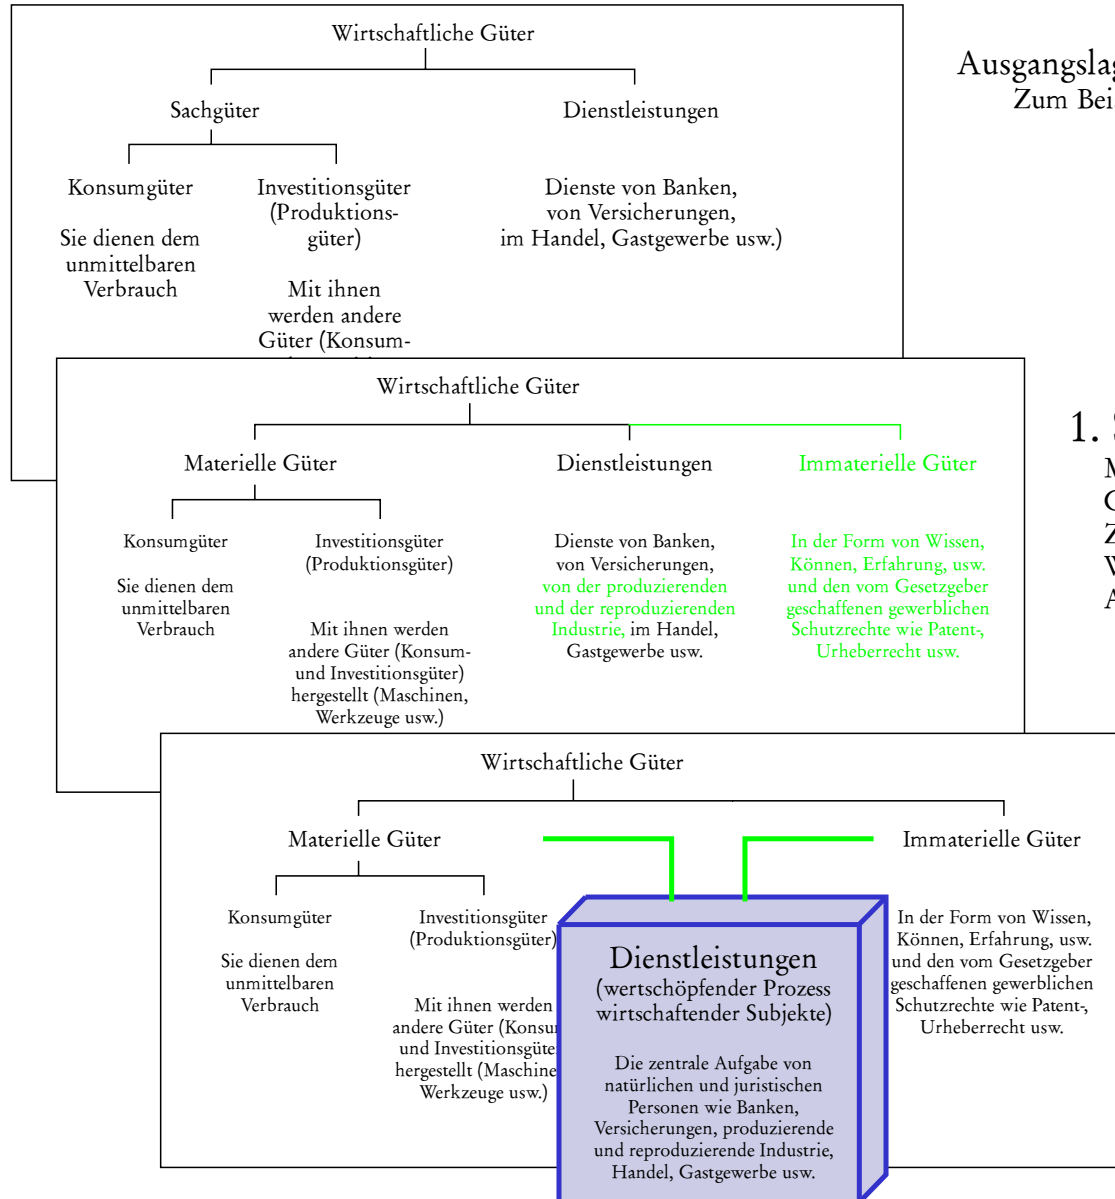 Wirtschaftliche Güter
Sachgüter
Dienstleistungen
Konsumgüter
Sie dienen dem
unmittelbaren
Verbrauch
Investitionsgüter
(Produktions-
güter)
Mit ihnen
werden andere
Güter (Konsum-
Dienste von Banken,
von Versicherungen,
im Handel, Gastgewerbe usw.)
Zum
Wirtschaftliche Güter
Materielle Güter
Dienstleistungen
Immaterielle Güter
Konsumgüter
Sie dienen dem
unmittelbaren
Verbrauch
Investitionsgüter
(Produktionsgüter)
Mit ihnen werden
andere Güter (Konsum-
und Investitionsgüter)
hergestellt (Maschinen,
Werkzeuge usw.)
Dienste von Banken,
von Versicherungen,
von der produzierenden
und der reproduzierenden
Industrie, im Handel,
Gastgewerbe usw.
In der Form von Wissen,
Können, Erfahrung, usw.
und den vom Gesetzgeber
geschaffenen gewerblichen
Schutzrechte wie Patent-,
Urheberrecht usw.
1.
Wirtschaftliche Güter
Materielle Güter
Immaterielle Güter
Konsumgüter
Sie dienen dem
unmittelbaren
Verbrauch
Investitionsgüter
(Produktionsgüter)
Mit ihnen werden
andere Güter
und
hergestellt
Werkzeuge usw.)
Dienstleistungen
(wertschöpfender Prozess
wirtschaftender Subjekte)
Die zentrale Aufgabe von
natürlichen und juristischen
Personen wie Banken,
Versicherungen, produzierende
und reproduzierende Industrie,
Handel, Gastgewerbe usw.
In der Form von Wissen,
Können, Erfahrung, usw.
und den vom Gesetzgeber
geschaffenen gewerblichen
Schutzrechte wie Patent-,
Urheberrecht usw.